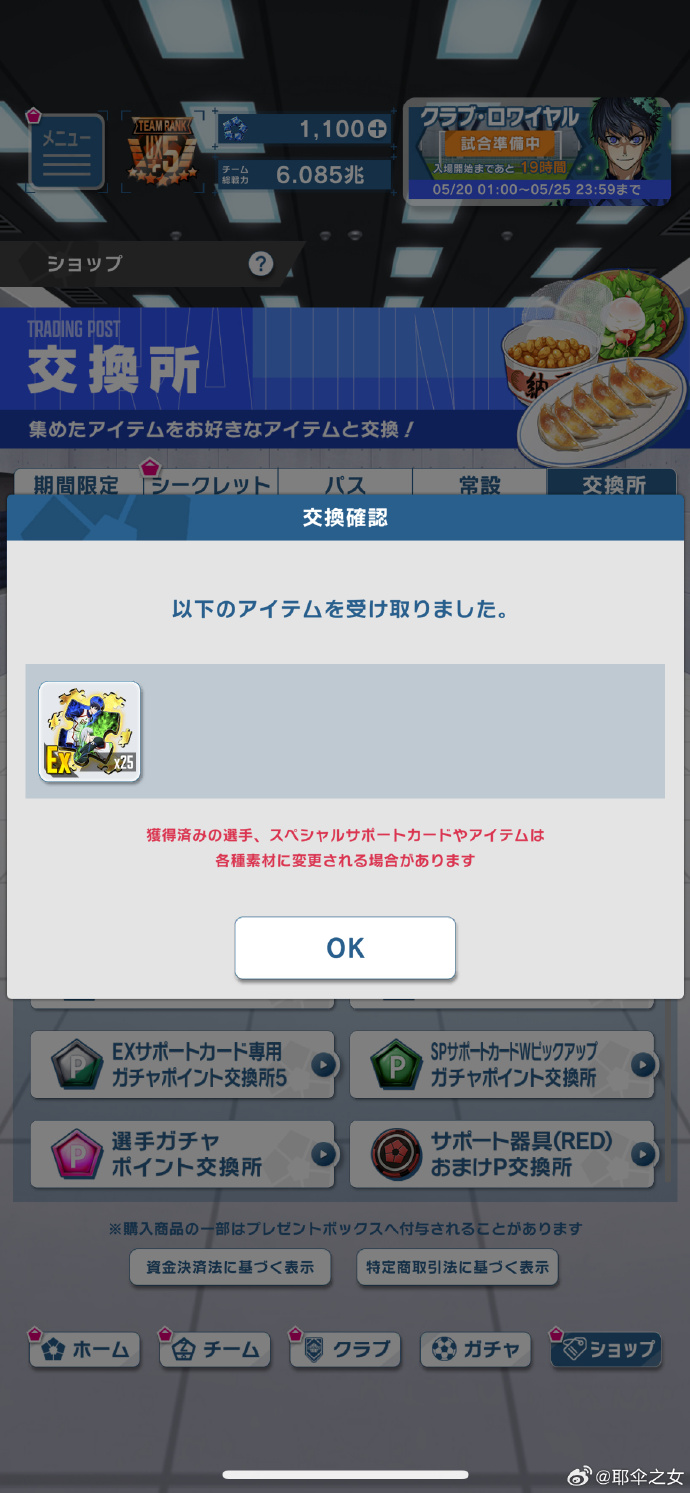 メニュー
TEAM RANK
UX
+5
1,100
チーム
総戦力
6.085兆
クラブ・ロワイヤル
試合準備中
入場開始まであと 19時間
05/20 01:00～05/25 23:59まで
ショップ
?
TRADING POST
交換所
納
集めたアイテムをお好きなアイテムと交換！
期間限定
シークレット
パス
常設
交換所
交換確認
以下のアイテムを受け取りました。
Ex
x25
獲得済みの選手、スペシャルサポートカードやアイテムは
各種素材に変更される場合があります
OK
EXサポートカード専用
ガチャポイント交換所5
SPサポートカードWピックアップ
ガチャポイント交換所
選手ガチャ
ポイント交換所
サポート器具(RED)
おまけP交換所
※購入商品の一部はプレゼントボックスへ付与されることがあります
資金決済法に基づく表示
特定商取引法に基づく表示
ホーム
チーム
クラブ
ガチャ
ショップ
@耶伞之女